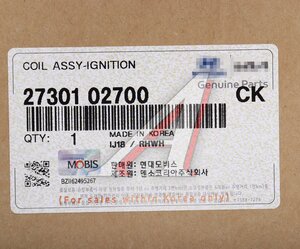 COIL ASSY-IGNITION
Genuine Parts
27301 02700 CK
QTY: 1 MADE IN KOREA
IJ18 / RHWH
MOBIS
판매원: 현대모비스
제조원: 덴소코리아주식회사
BZII62495267
(For sales within Korea only)